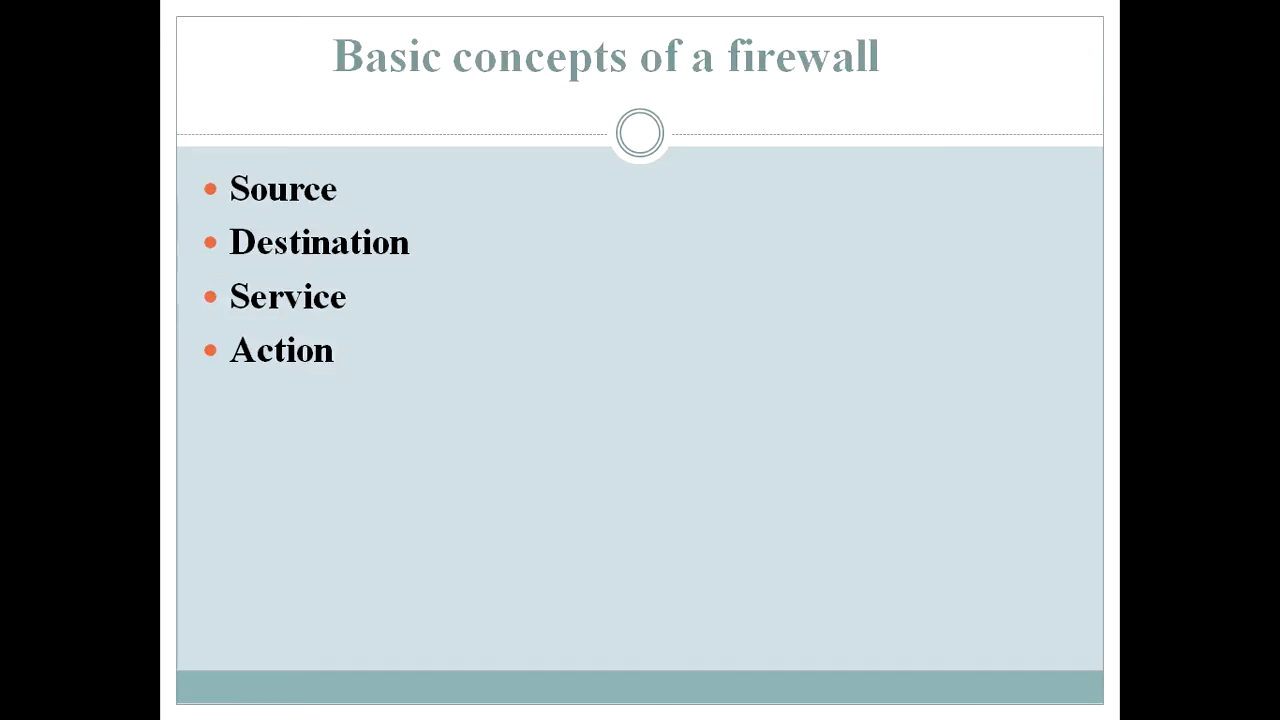 Basic concepts of a firewall
Source
Destination
Service
Action